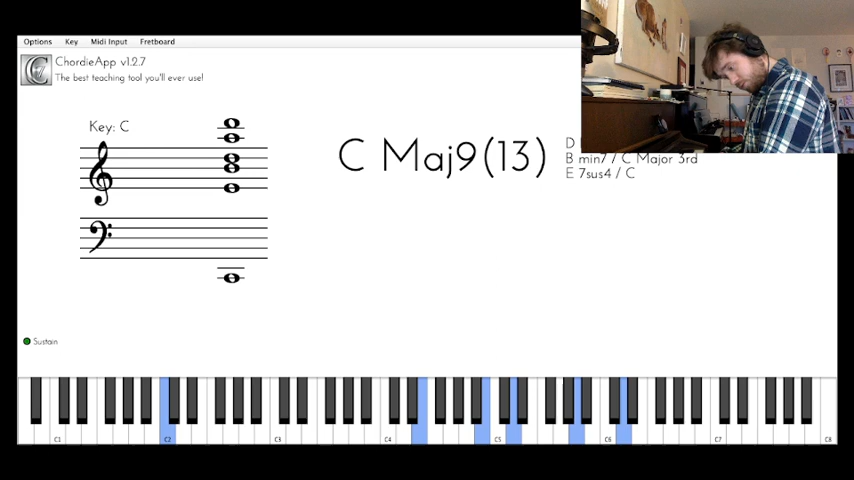 Options Key Midi Input Fretboard
ChordieApp v1.2.7
The best teaching tool you'll ever use!
Key: C
C Maj9(13)
D
B min7 / C Major 3rd
E 7sus4 / C
Sustain
C1 C2 C3 C4 C5 C6 C7 C8